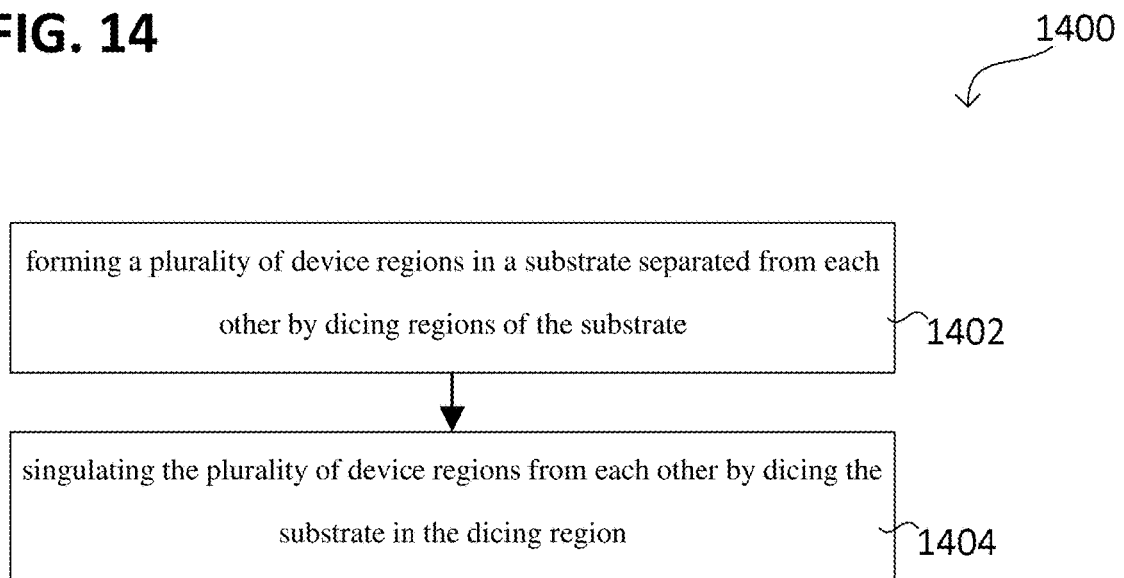 FIG. 14
1400
forming a plurality of device regions in a substrate separated from each
other by dicing regions of the substrate
1402
singulating the plurality of device regions from each other by dicing the
substrate in the dicing region
1404